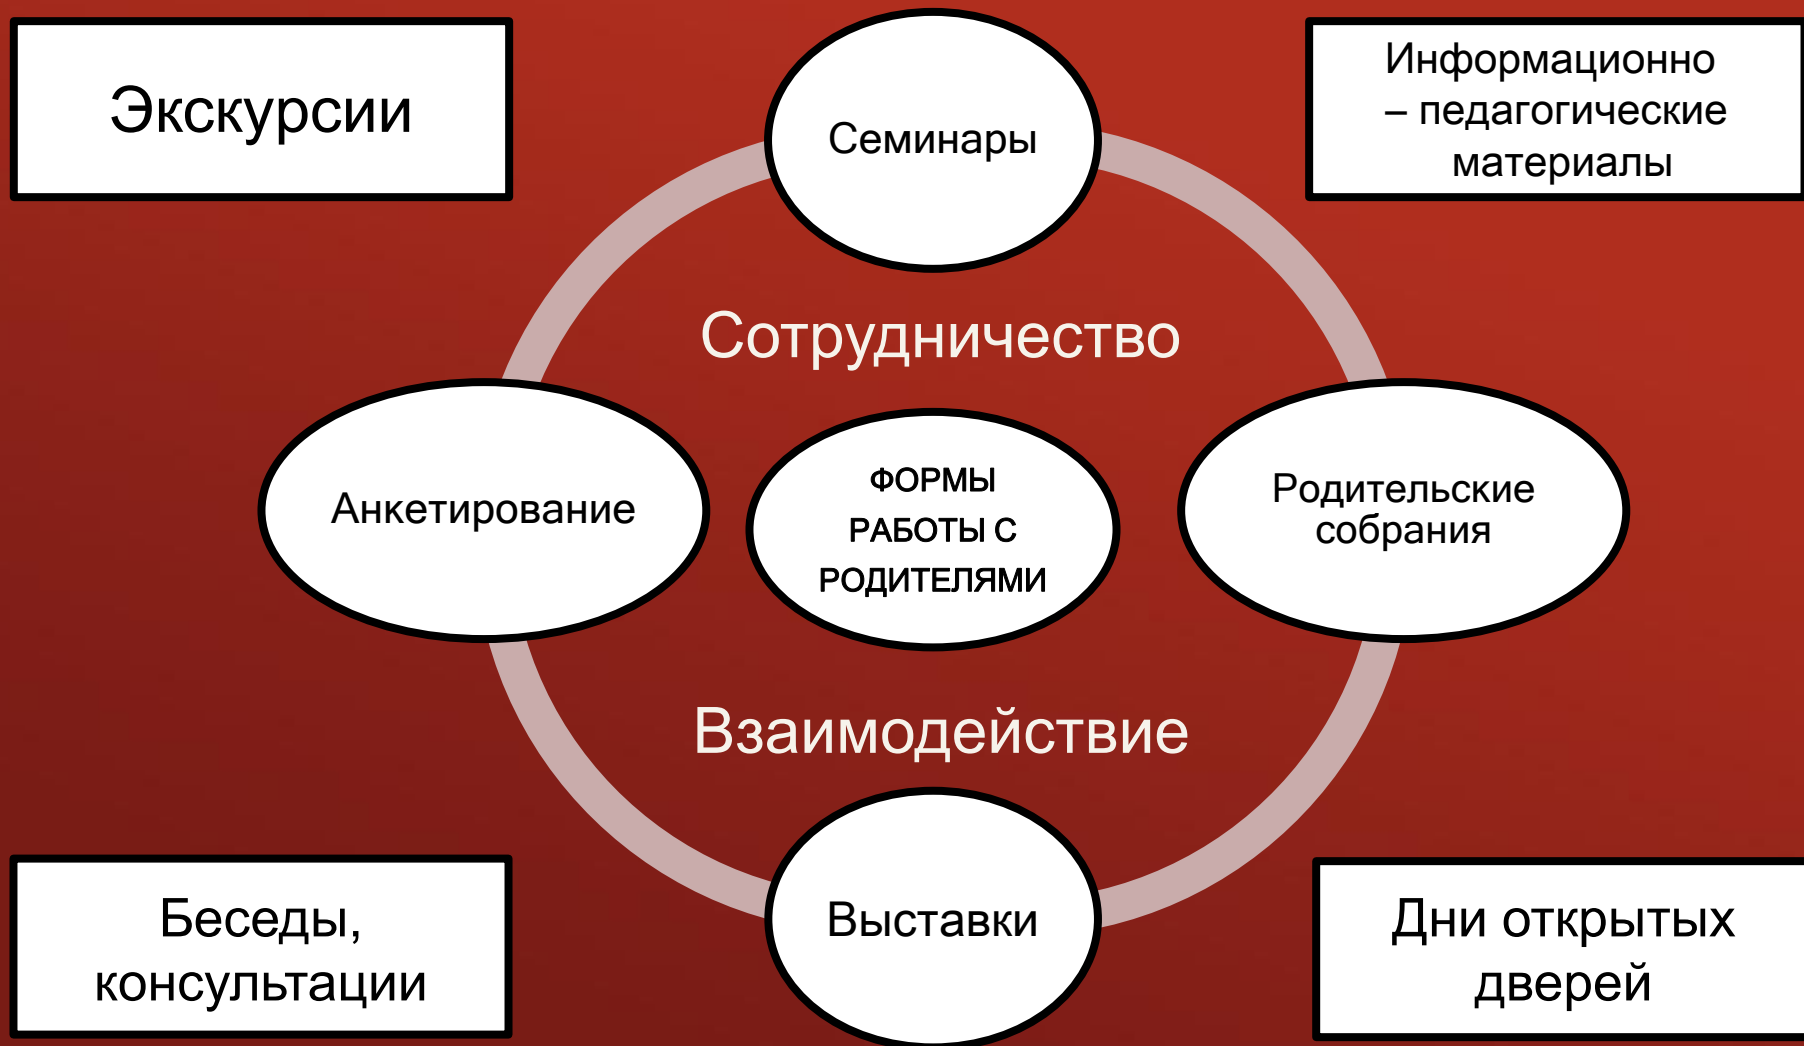 Экскурсии
Семинары
Информационно
– педагогические
материалы
Сотрудничество
Анкетирование
ФОРМЫ
РАБОТЫ С
РОДИТЕЛЯМИ
Родительские
собрания
Взаимодействие
Беседы,
консультации
Выставки
Дни открытых
дверей